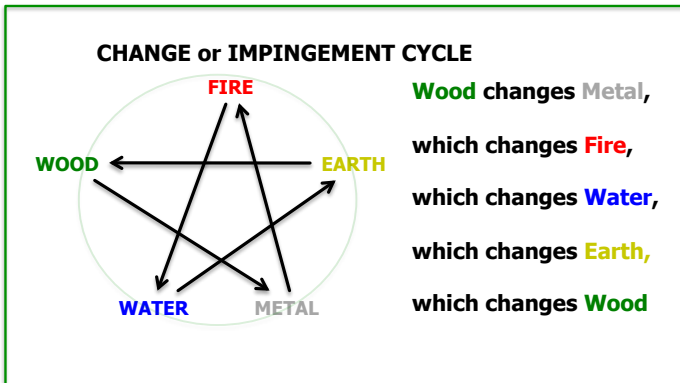 CHANGE or IMPINGEMENT CYCLE
FIRE
WOOD
EARTH
WATER
METAL
Wood changes Metal,
which changes Fire,
which changes Water,
which changes Earth,
which changes Wood